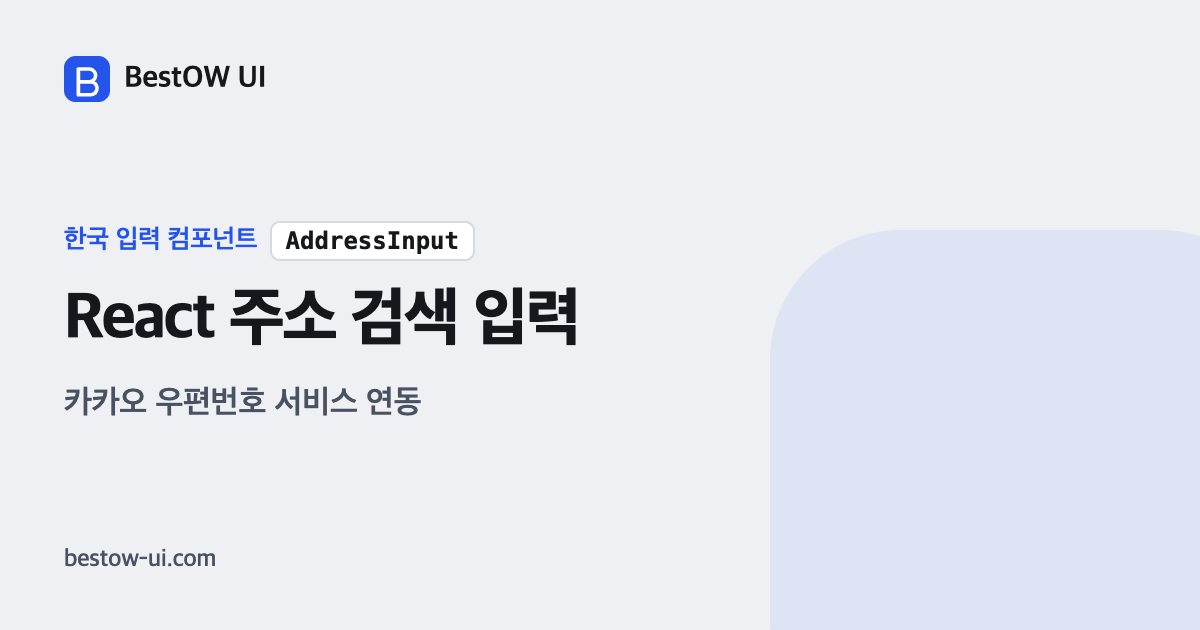 BestOW UI
한국 입력 컴포넌트 AddressInput
React 주소 검색 입력
카카오 우편번호 서비스 연동
bestow-ui.com